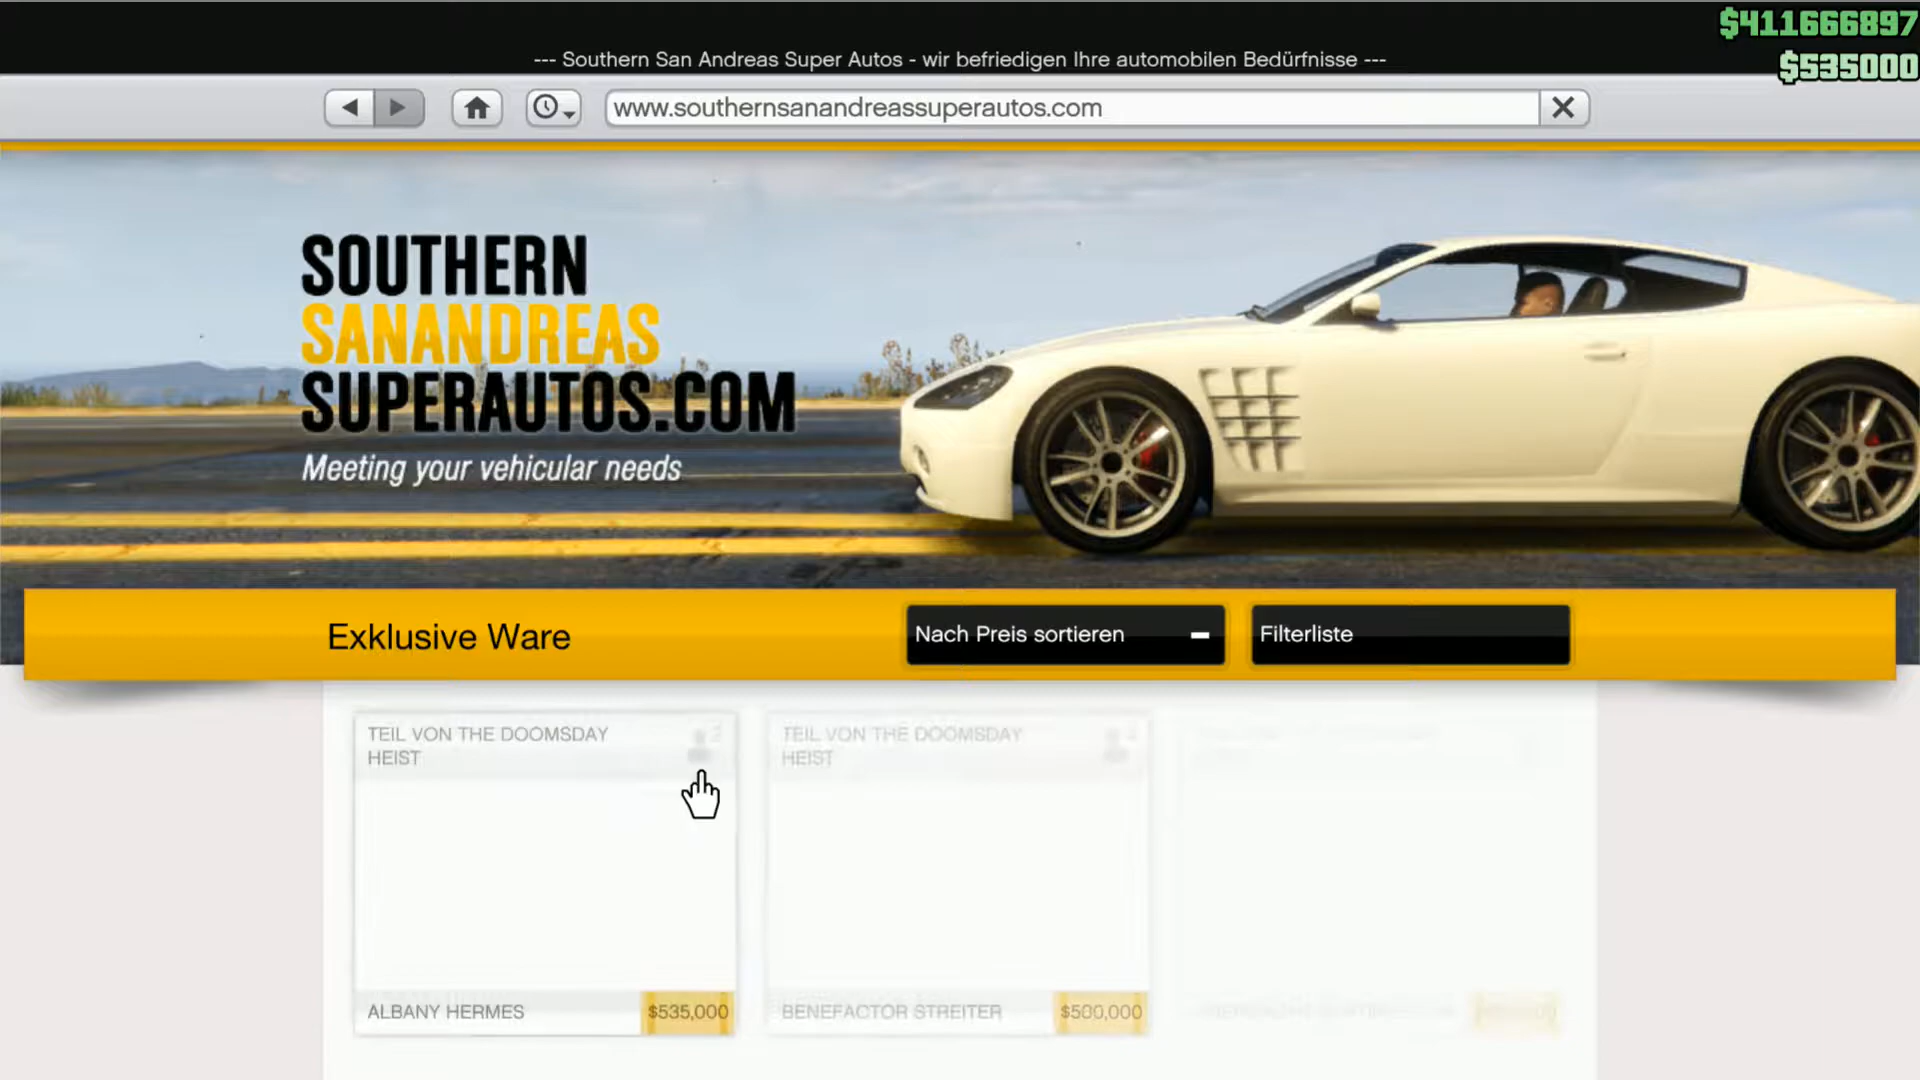 $411666897
--- Southern San Andreas Super Autos - wir befriedigen Ihre automobilen Bedürfnisse ---
$535000
www.southernsanandreassuperautos.com
SOUTHERN
SANANDREAS
SUPERAUTOS.COM
Meeting your vehicular needs
Exklusive Ware
Nach Preis sortieren
Filterliste
TEIL VON THE DOOMSDAY
HEIST
2
TEIL VON THE DOOMSDAY
HEIST
ALBANY HERMES
$535,000
BENEFACTOR STREITER
$500,000